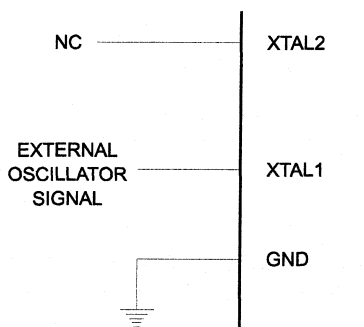 NC
XTAL2
EXTERNAL
OSCILLATOR
SIGNAL
XTAL1
GND